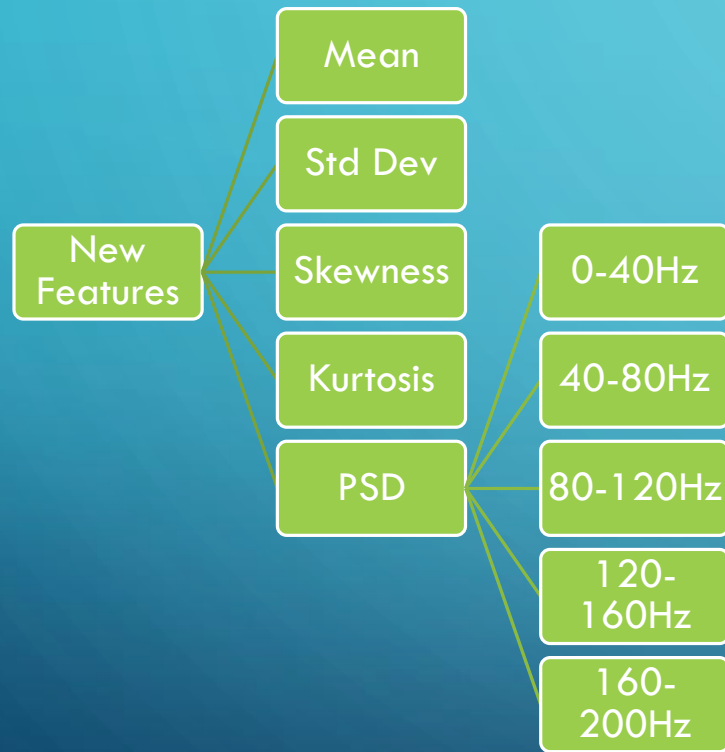 New
Features
Mean
Std Dev
Skewness
Kurtosis
PSD
0-40Hz
40-80Hz
80-120Hz
120-
160Hz
160-
200Hz